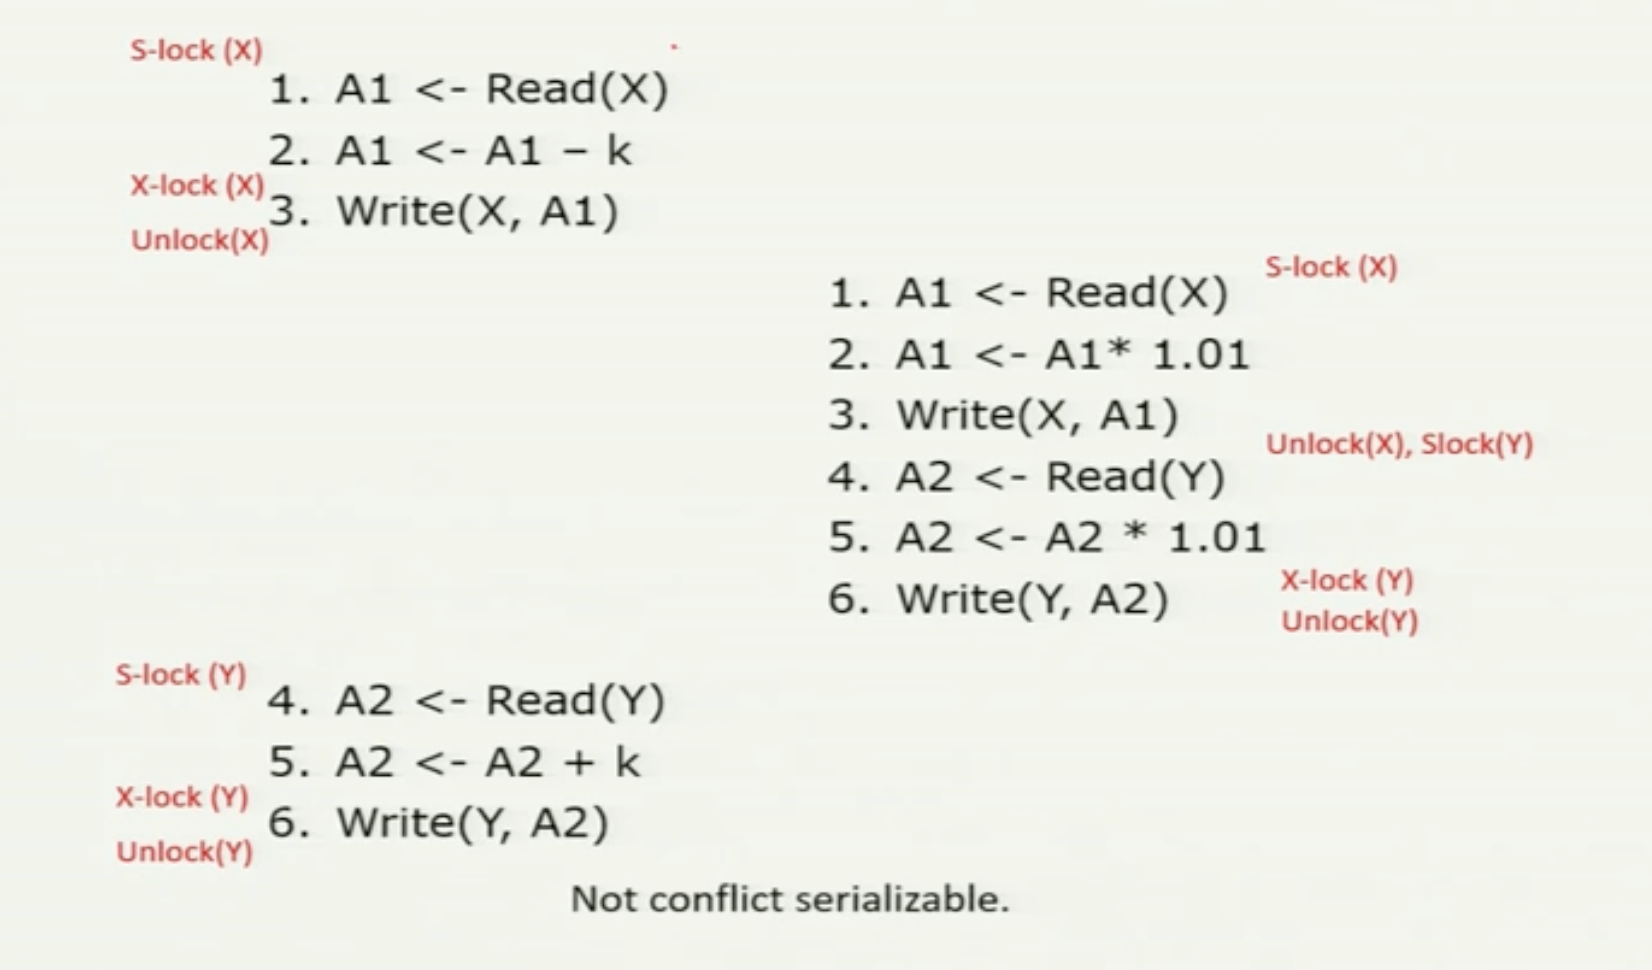 S-lock (X)
1. A1 <- Read(X)
2. A1 <- A1 – k
X-lock (X)
3. Write(X, A1)
Unlock(X)
S-lock (X)
1. A1 <- Read(X)
2. A1 <- A1* 1.01
3. Write(X, A1)
Unlock(X), Slock(Y)
4. A2 <- Read(Y)
5. A2 <- A2 * 1.01
X-lock (Y)
6. Write(Y, A2)
Unlock(Y)
S-lock (Y)
4. A2 <- Read(Y)
5. A2 <- A2 + k
X-lock (Y)
6. Write(Y, A2)
Unlock(Y)
Not conflict serializable.